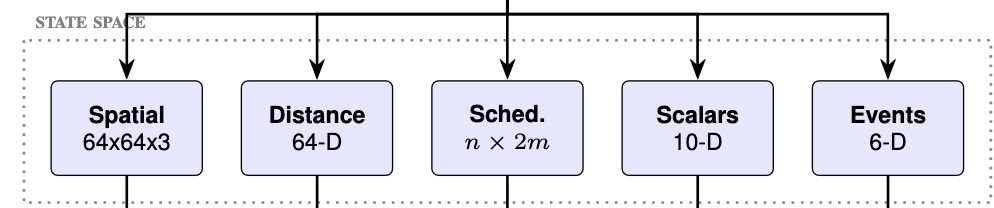 STATE SPACE
Spatial
64x64x3
Distance
64-D
Sched.
n × 2m
Scalars
10-D
Events
6-D